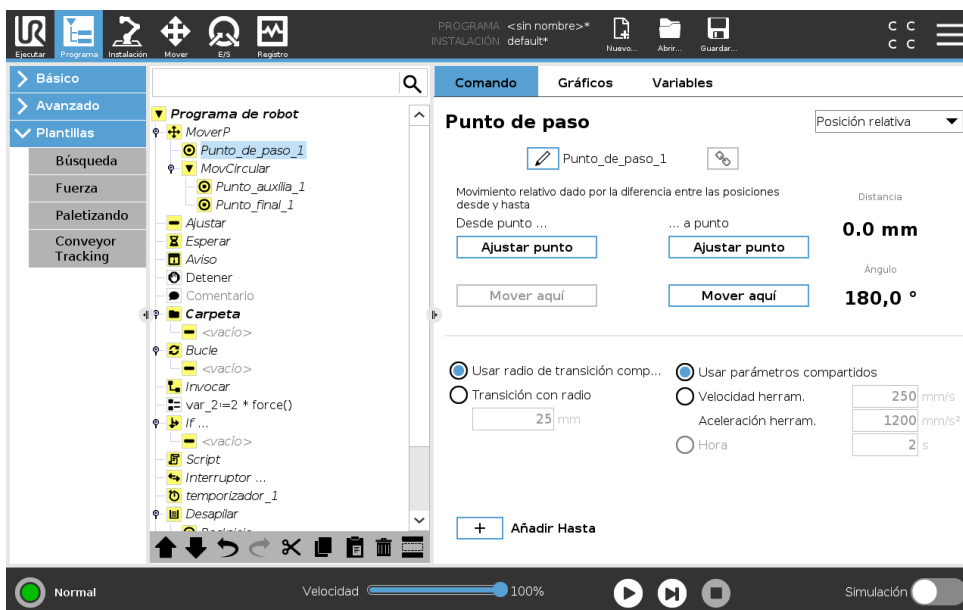 PROGRAMA <sin nombre>*
INSTALACIÓN default*
Ejecutar
Programa
Instalación
Mover
E/S
Registro
Nuevo...
Abrir...
Guardar...
C C
C C
Básico
Avanzado
Plantillas
Búsqueda
Fuerza
Paletizando
Conveyor
Tracking
Programa de robot
MoverP
Punto_de_paso_1
MovCircular
Punto_auxilia_1
Punto_final_1
Ajustar
Esperar
Aviso
Detener
Comentario
Carpeta
<vacío>
Bucle
<vacío>
Invocar
var_2:=2 * force()
If ...
<vacío>
Script
Interruptor ...
temporizador_1
Desapilar
Comando
Gráficos
Variables
Punto de paso
Posición relativa
Punto_de_paso_1
Movimiento relativo dado por la diferencia entre las posiciones
desde y hasta
Desde punto ...
... a punto
Ajustar punto
Ajustar punto
Mover aquí
Mover aquí
Distancia
0.0 mm
Ángulo
180,0 °
Usar radio de transición comp...
Transición con radio
25 mm
Usar parámetros compartidos
Velocidad herram. 250 mm/s
Aceleración herram. 1200 mm/s²
Hora 2 s
+ Añadir Hasta
Normal
Velocidad
100%
Simulación